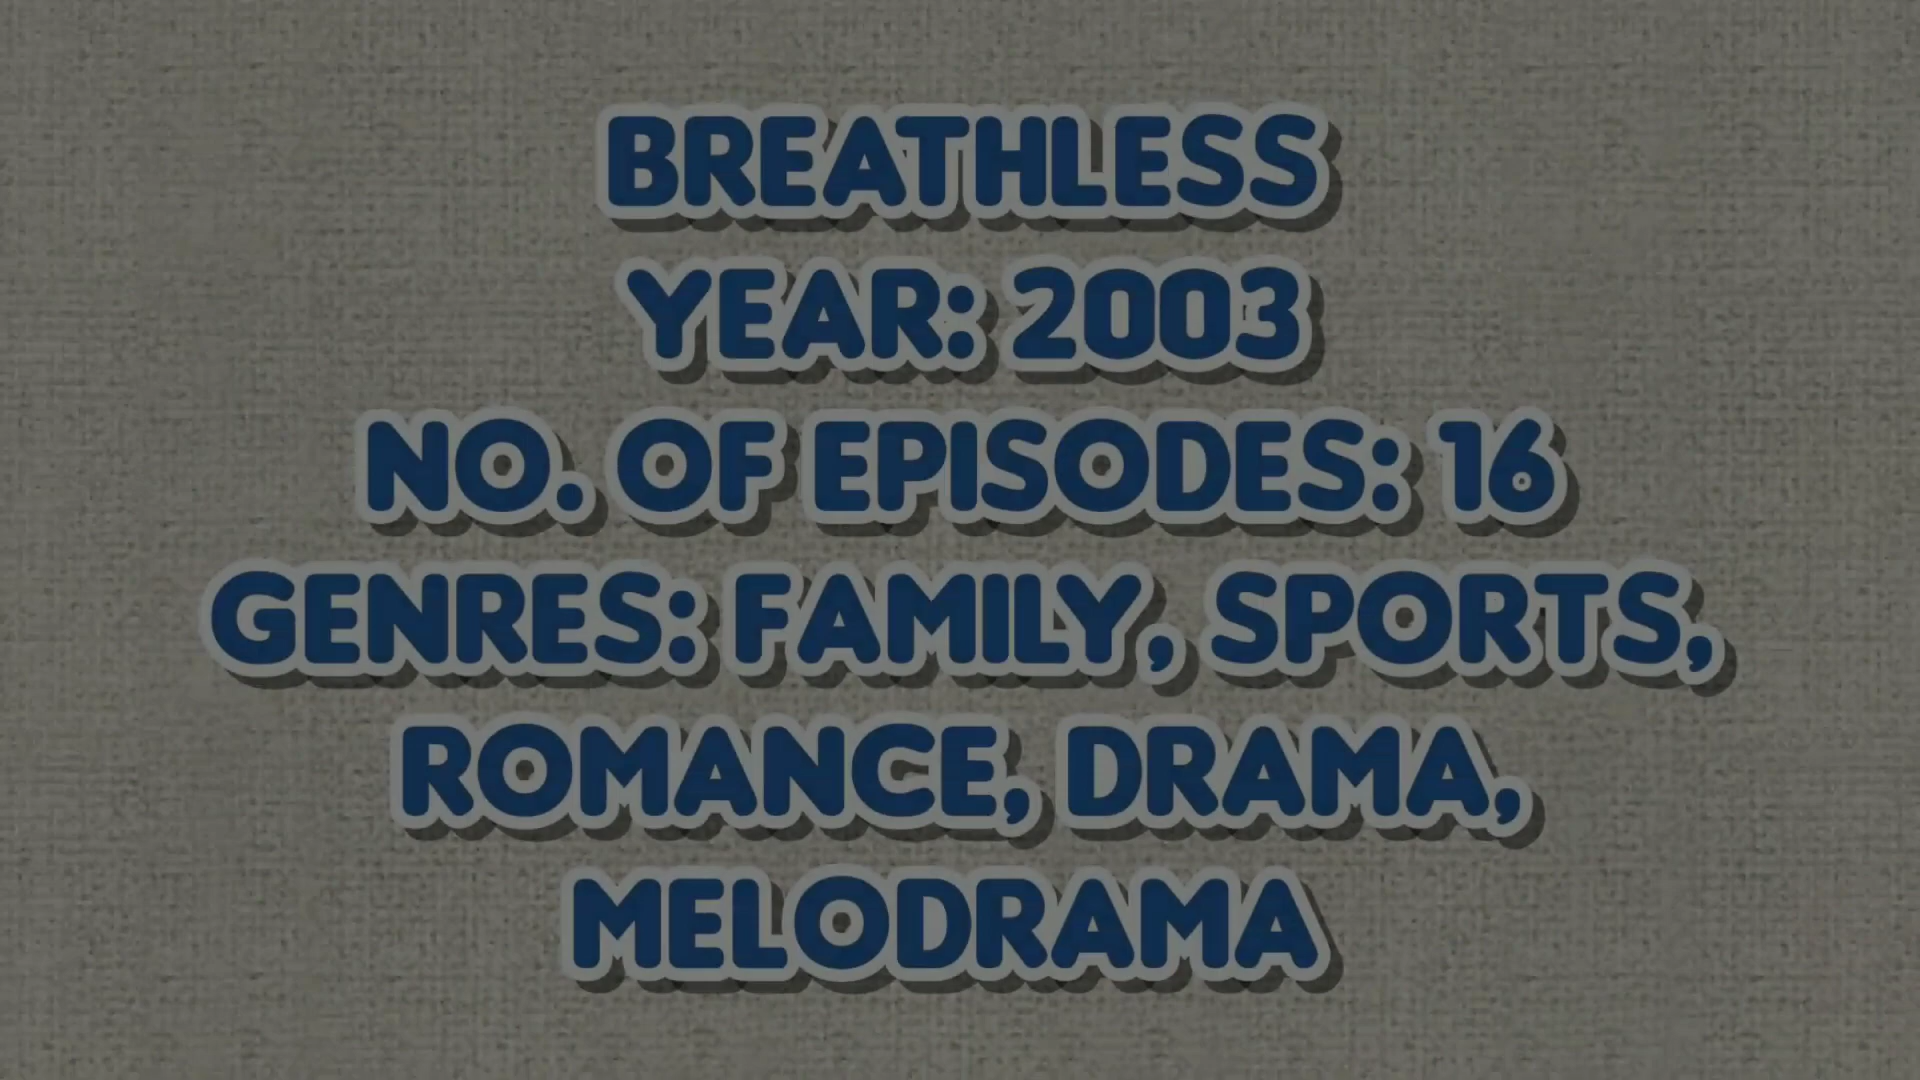 BREATHLESS
YEAR: 2003
NO. OF EPISODES: 16
GENRES: FAMILY, SPORTS,
ROMANCE, DRAMA,
MELODRAMA